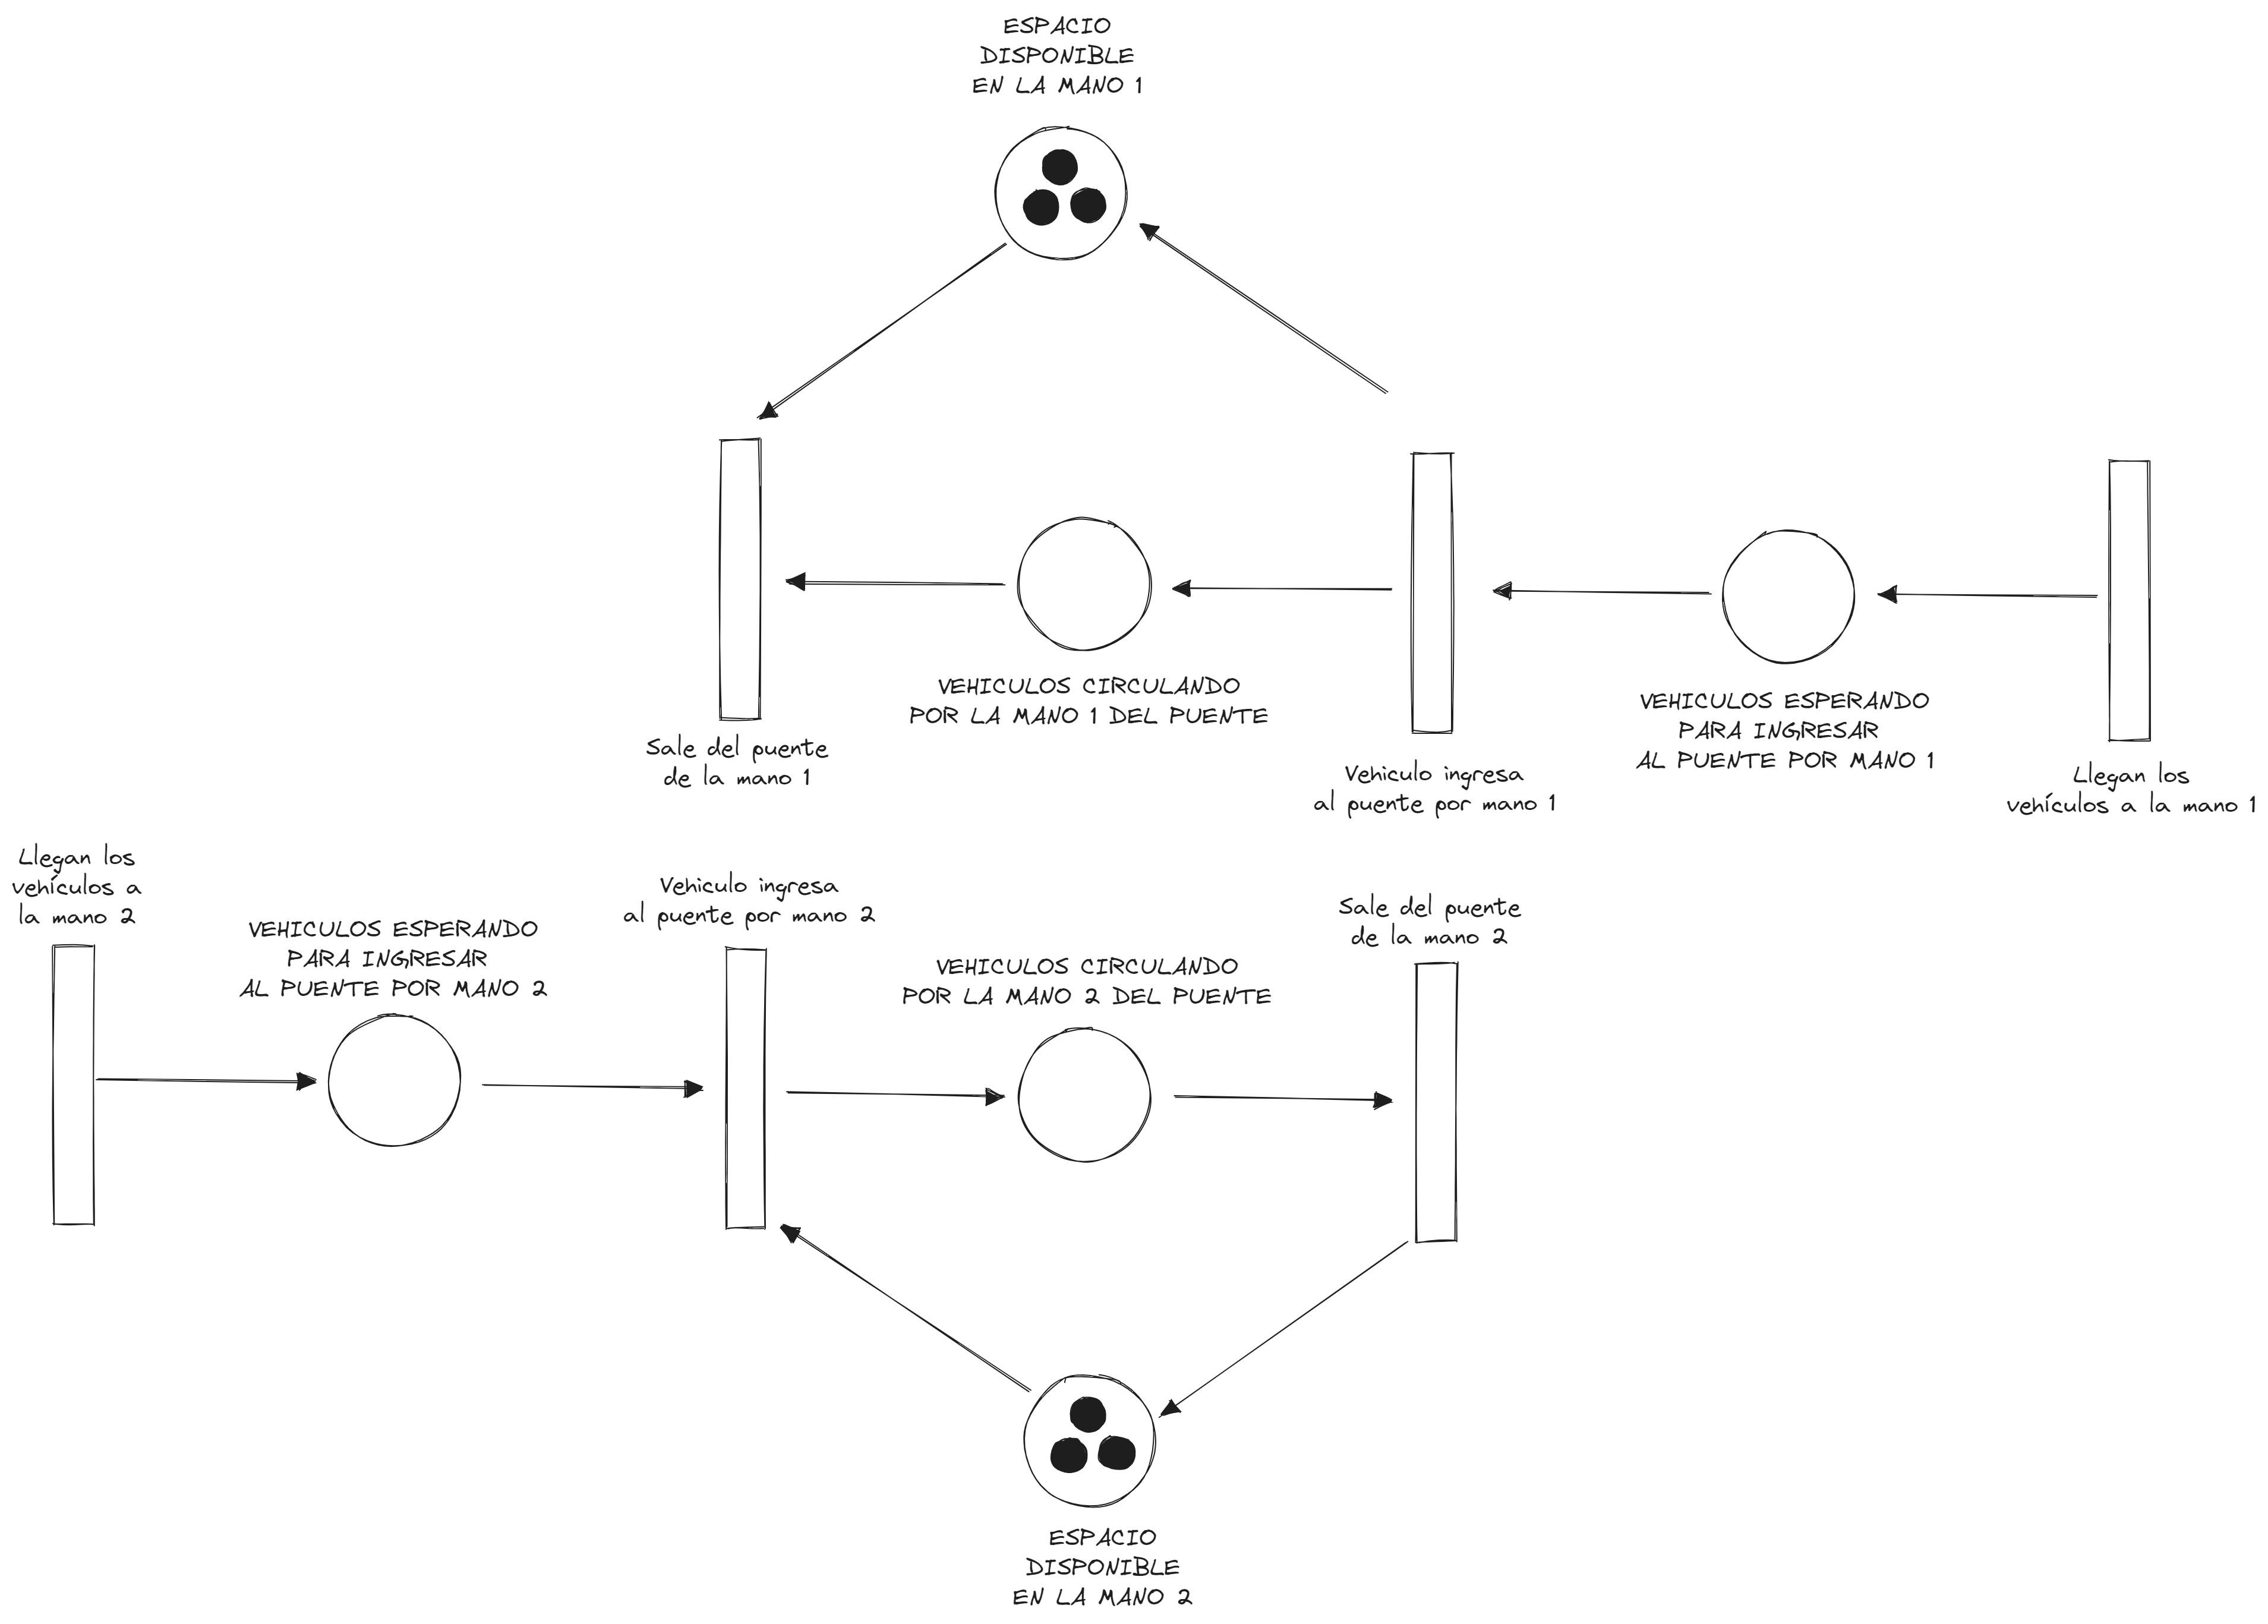 ESPACIO
DISPONIBLE
EN LA MANO 1
VEHICULOS CIRCULANDO
POR LA MANO 1 DEL PUENTE
VEHICULOS ESPERANDO
PARA INGRESAR
AL PUENTE POR MANO 1
Sale del puente
de la mano 1
Vehiculo ingresa
al puente por mano 1
Llegan los
vehículos a la mano 1
Llegan los
vehículos a
la mano 2
VEHICULOS ESPERANDO
PARA INGRESAR
AL PUENTE POR MANO 2
Vehiculo ingresa
al puente por mano 2
VEHICULOS CIRCULANDO
POR LA MANO 2 DEL PUENTE
Sale del puente
de la mano 2
ESPACIO
DISPONIBLE
EN LA MANO 2